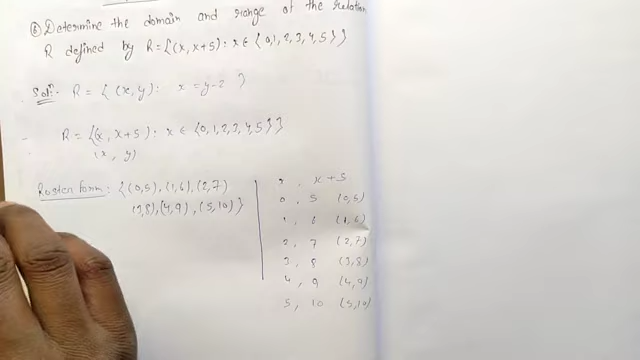 ⑥ Determine the domain and range of the relation
R defined by R = {(x, x+5) : x ∈ {0,1,2,3,4,5}}
Sol:- R = { (x, y) : x = y-2 }
R = {(x, x+5) : x ∈ {0,1,2,3,4,5}}
(x, y)
Roster form : {(0,5), (1,6), (2,7)
(3,8), (4,9), (5,10)}
x, x+5
0, 5 (0,5)
1, 6 (1,6)
2, 7 (2,7)
3, 8 (3,8)
4, 9 (4,9)
5, 10 (5,10)